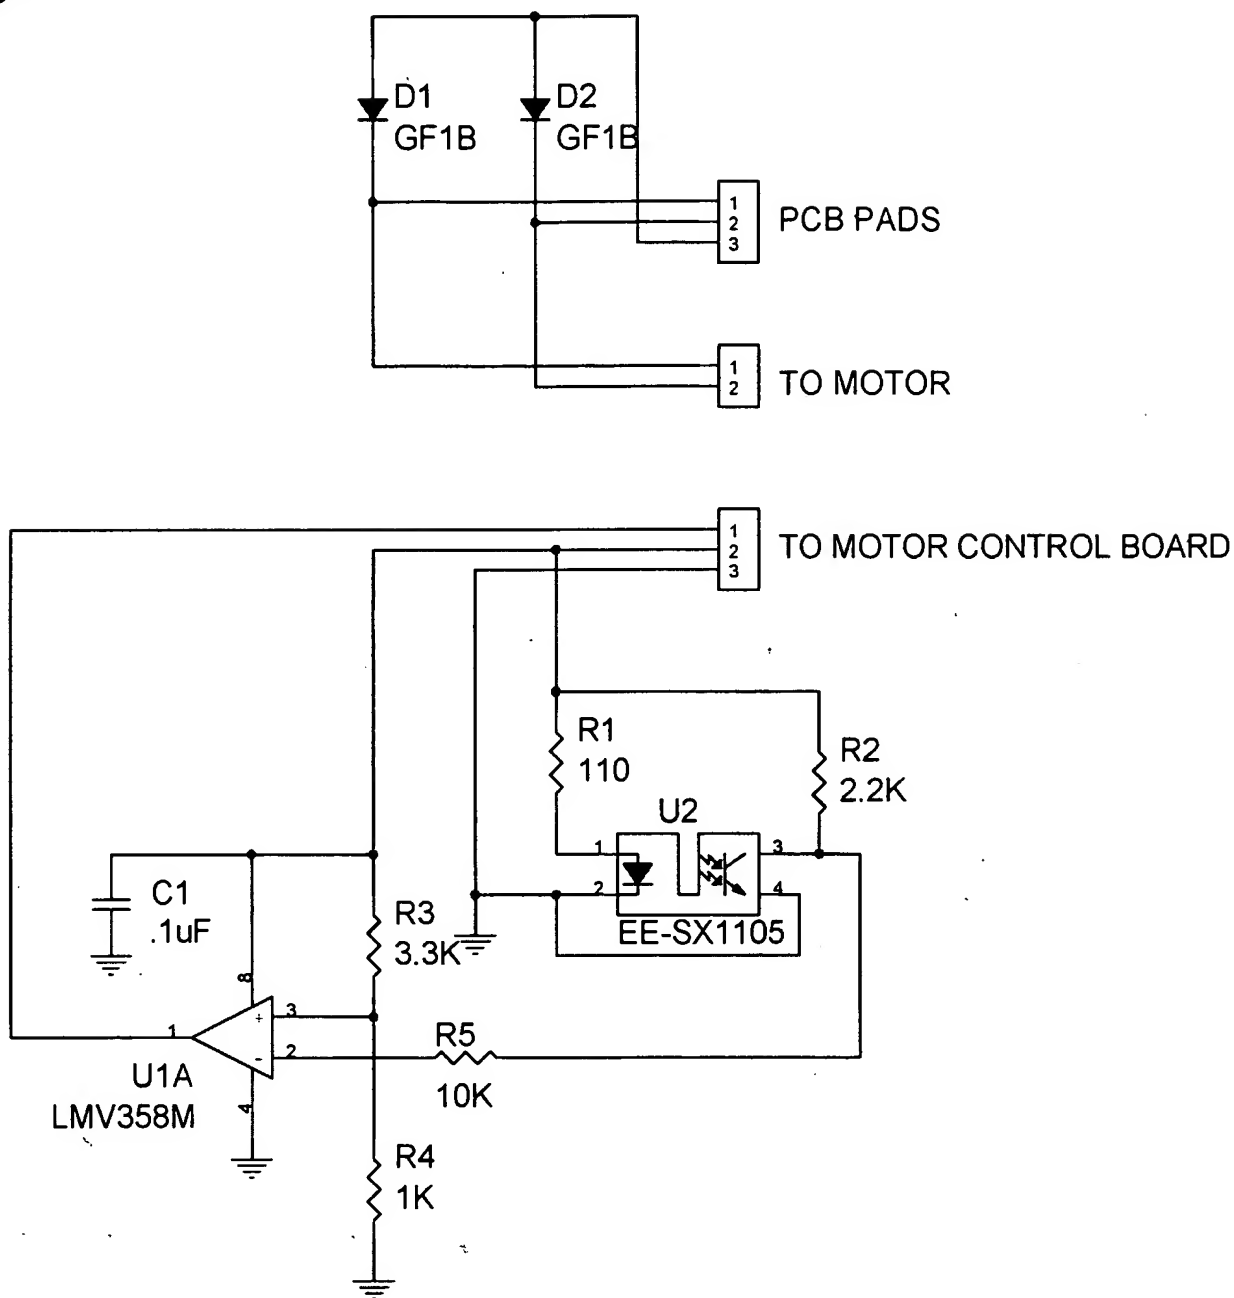 D1
GF1B
D2
GF1B
1
2
3
PCB PADS
1
2
TO MOTOR
1
2
3
TO MOTOR CONTROL BOARD
R1
110
R2
2.2K
U2
1
2
3
4
EE-SX1105
C1
.1uF
R3
3.3K
8
+
3
1
-
2
4
U1A
LMV358M
R5
10K
R4
1K